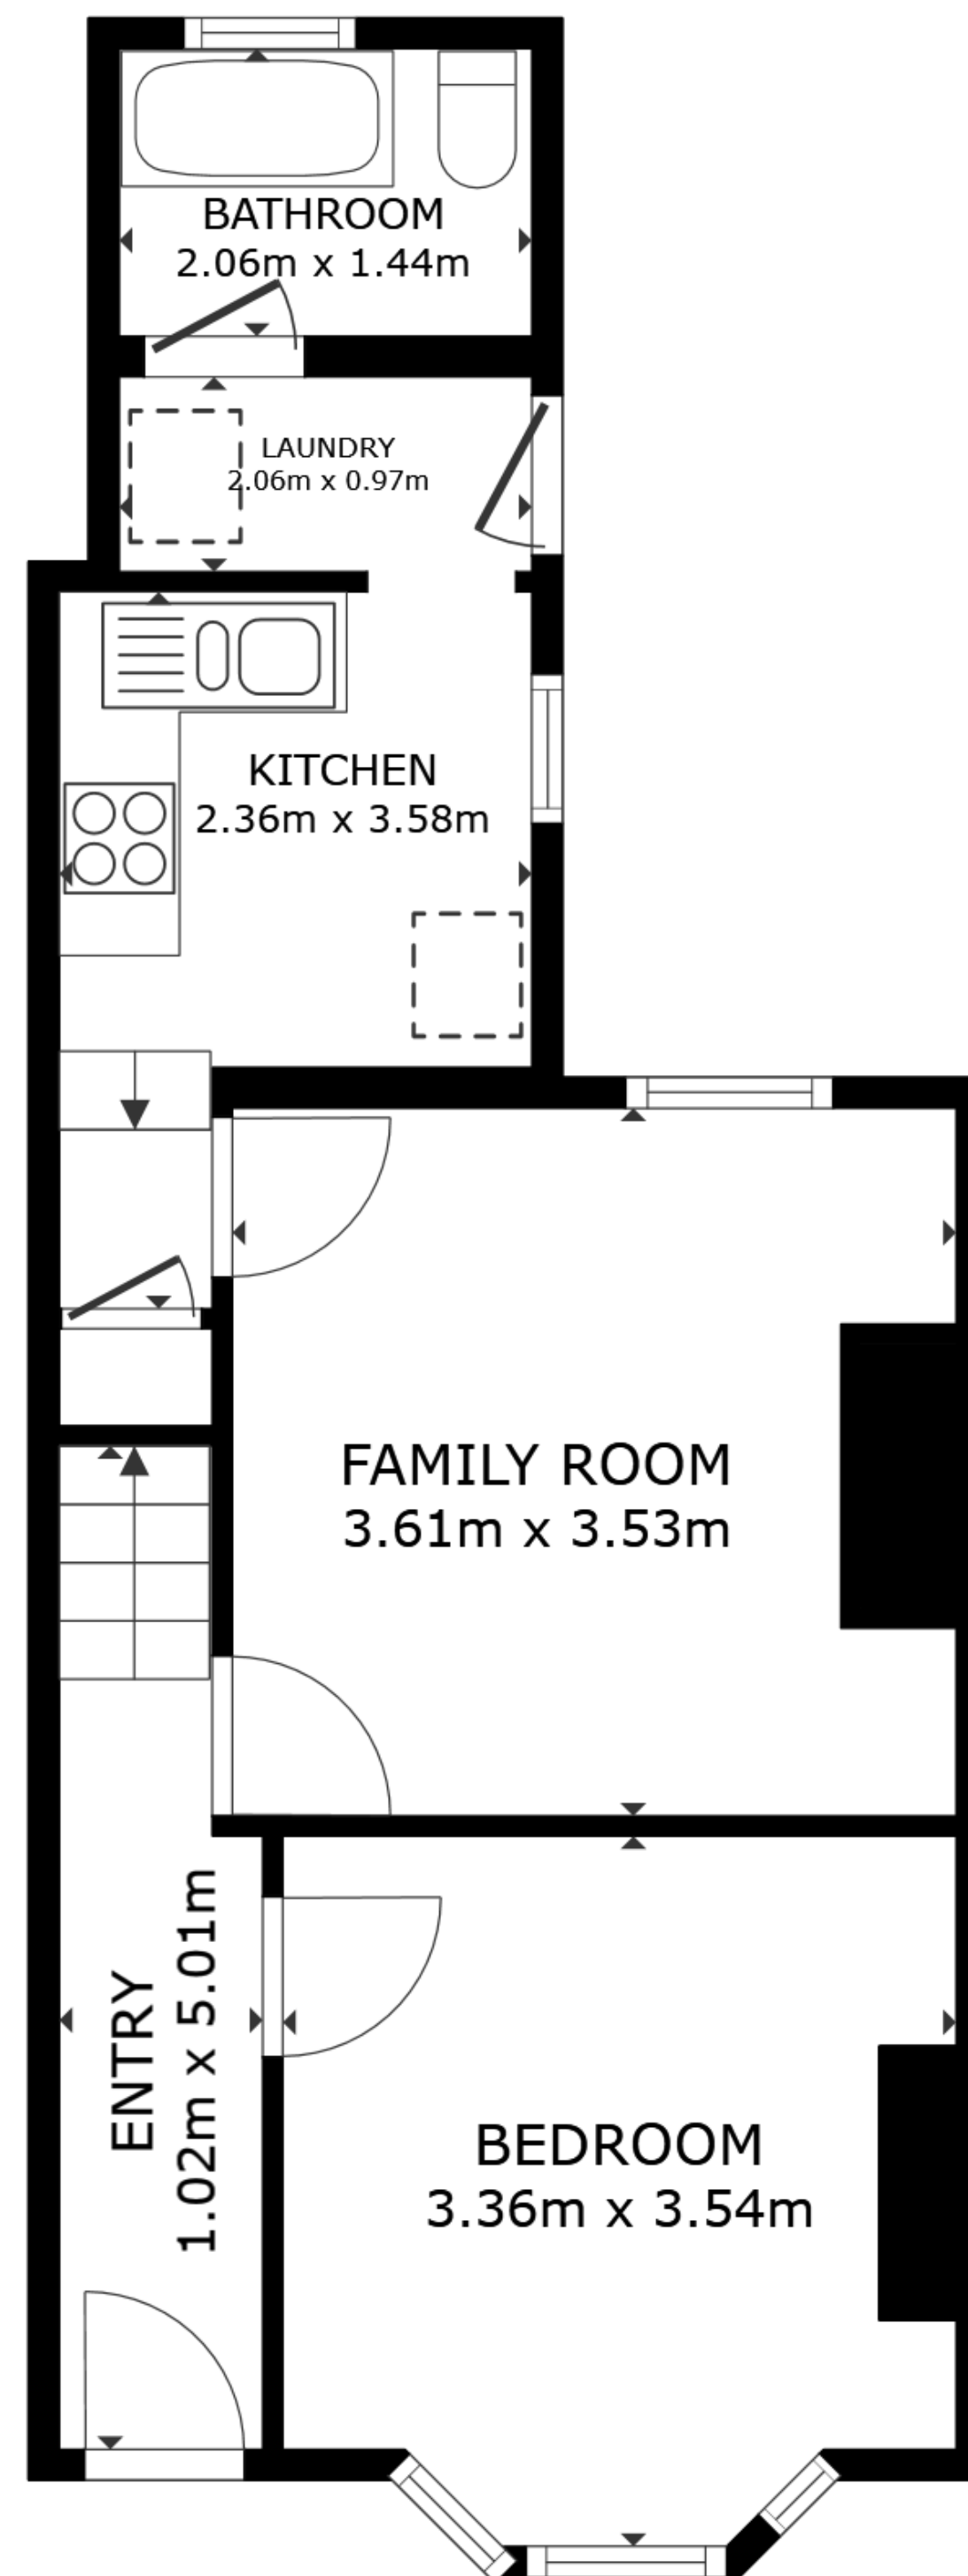 BATHROOM
2.06m x 1.44m
LAUNDRY
2.06m x 0.97m
KITCHEN
2.36m x 3.58m
FAMILY ROOM
3.61m x 3.53m
ENTRY
1.02m x 5.01m
BEDROOM
3.36m x 3.54m